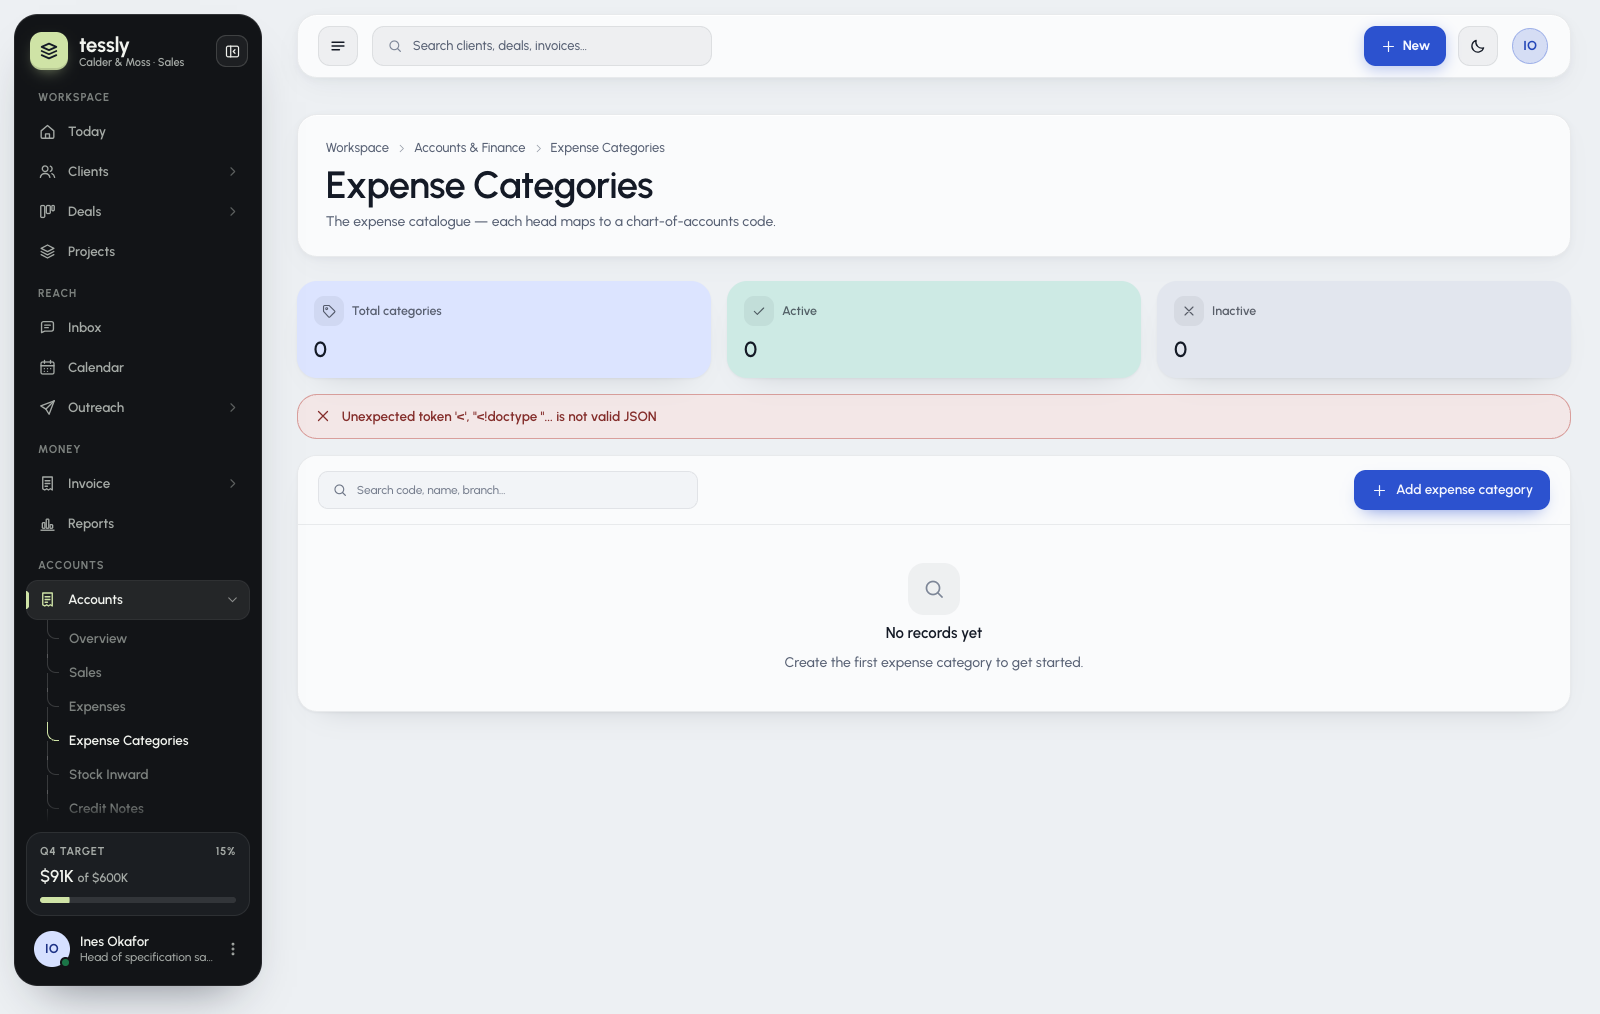 tessly
Calder & Moss · Sales
WORKSPACE
Today
Clients
Deals
Projects
REACH
Inbox
Calendar
Outreach
MONEY
Invoice
Reports
ACCOUNTS
Accounts
Overview
Sales
Expenses
Expense Categories
Stock Inward
Credit Notes
Q4 TARGET 15%
$91K of $600K
IO
Ines Okafor
Head of specification sa...
Search clients, deals, invoices...
New
IO
Workspace > Accounts & Finance > Expense Categories
Expense Categories
The expense catalogue — each head maps to a chart-of-accounts code.
Total categories
0
Active
0
Inactive
0
Unexpected token '<', "<!doctype "... is not valid JSON
Search code, name, branch...
Add expense category
No records yet
Create the first expense category to get started.